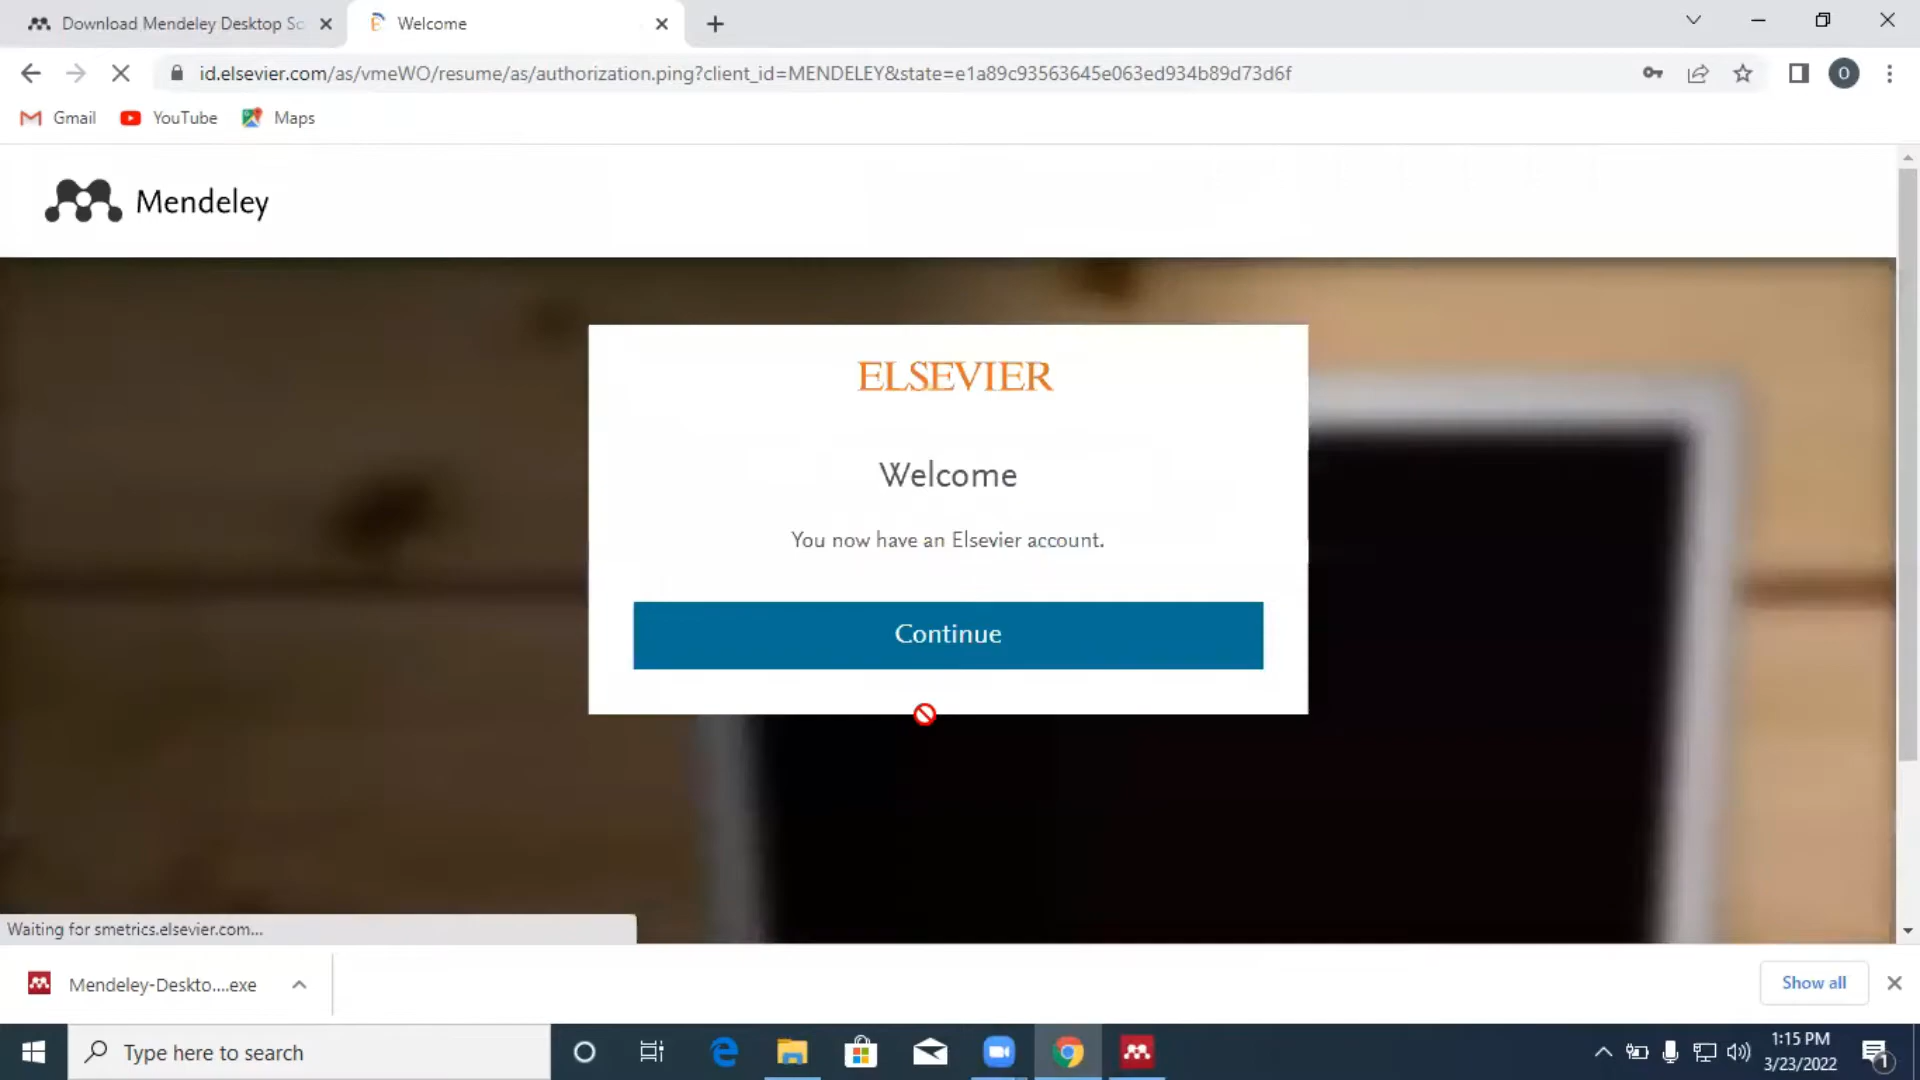 Download Mendeley Desktop So
Welcome
id.elsevier.com/as/vmeWO/resume/as/authorization.ping?client_id=MENDELEY&state=e1a89c93563645e063ed934b89d73d6f
O
Gmail
YouTube
Maps
Mendeley
ELSEVIER
Welcome
You now have an Elsevier account.
Continue
Waiting for smetrics.elsevier.com...
Mendeley-Deskto....exe
Show all
Type here to search
1:15 PM
3/23/2022
1